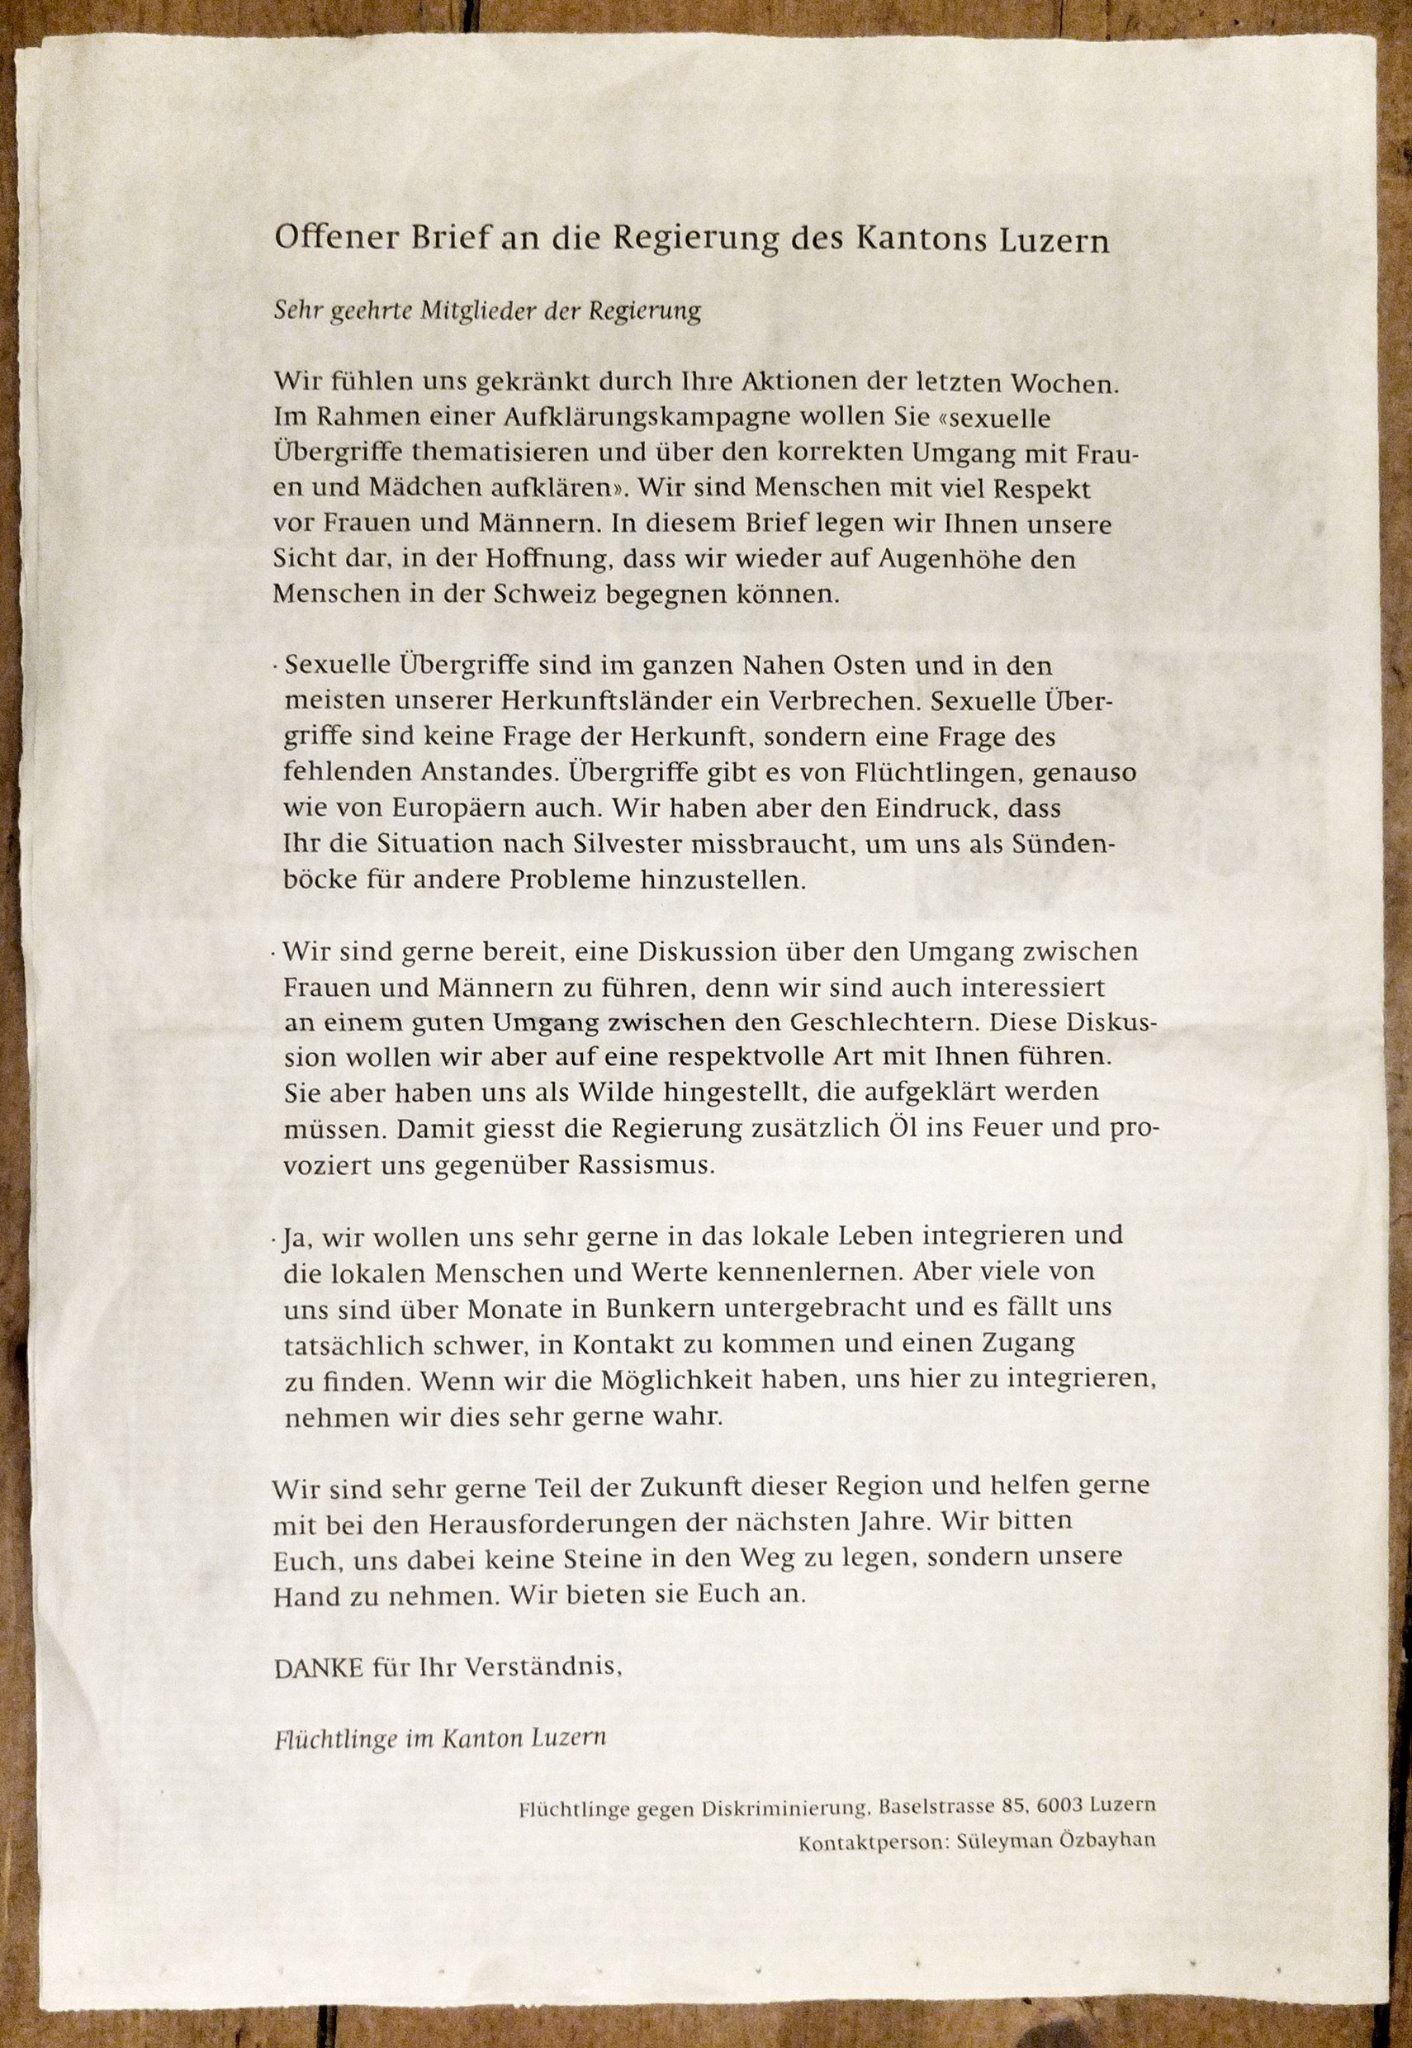 Offener Brief an die Regierung des Kantons Luzern
Sehr geehrte Mitglieder der Regierung
Wir fühlen uns gekränkt durch Ihre Aktionen der letzten Wochen.
Im Rahmen einer Aufklärungskampagne wollen Sie «sexuelle
Übergriffe thematisieren und über den korrekten Umgang mit Frau-
en und Mädchen aufklären». Wir sind Menschen mit viel Respekt
vor Frauen und Männern. In diesem Brief legen wir Ihnen unsere
Sicht dar, in der Hoffnung, dass wir wieder auf Augenhöhe den
Menschen in der Schweiz begegnen können.
· Sexuelle Übergriffe sind im ganzen Nahen Osten und in den
meisten unserer Herkunftsländer ein Verbrechen. Sexuelle Über-
griffe sind keine Frage der Herkunft, sondern eine Frage des
fehlenden Anstandes. Übergriffe gibt es von Flüchtlingen, genauso
wie von Europäern auch. Wir haben aber den Eindruck, dass
Ihr die Situation nach Silvester missbraucht, um uns als Sünden-
böcke für andere Probleme hinzustellen.
· Wir sind gerne bereit, eine Diskussion über den Umgang zwischen
Frauen und Männern zu führen, denn wir sind auch interessiert
an einem guten Umgang zwischen den Geschlechtern. Diese Diskus-
sion wollen wir aber auf eine respektvolle Art mit Ihnen führen.
Sie aber haben uns als Wilde hingestellt, die aufgeklärt werden
müssen. Damit giesst die Regierung zusätzlich Öl ins Feuer und pro-
voziert uns gegenüber Rassismus.
· Ja, wir wollen uns sehr gerne in das lokale Leben integrieren und
die lokalen Menschen und Werte kennenlernen. Aber viele von
uns sind über Monate in Bunkern untergebracht und es fällt uns
tatsächlich schwer, in Kontakt zu kommen und einen Zugang
zu finden. Wenn wir die Möglichkeit haben, uns hier zu integrieren,
nehmen wir dies sehr gerne wahr.
Wir sind sehr gerne Teil der Zukunft dieser Region und helfen gerne
mit bei den Herausforderungen der nächsten Jahre. Wir bitten
Euch, uns dabei keine Steine in den Weg zu legen, sondern unsere
Hand zu nehmen. Wir bieten sie Euch an.
DANKE für Ihr Verständnis,
Flüchtlinge im Kanton Luzern
Flüchtlinge gegen Diskriminierung, Baselstrasse 85, 6003 Luzern
Kontaktperson: Süleyman Özbayhan